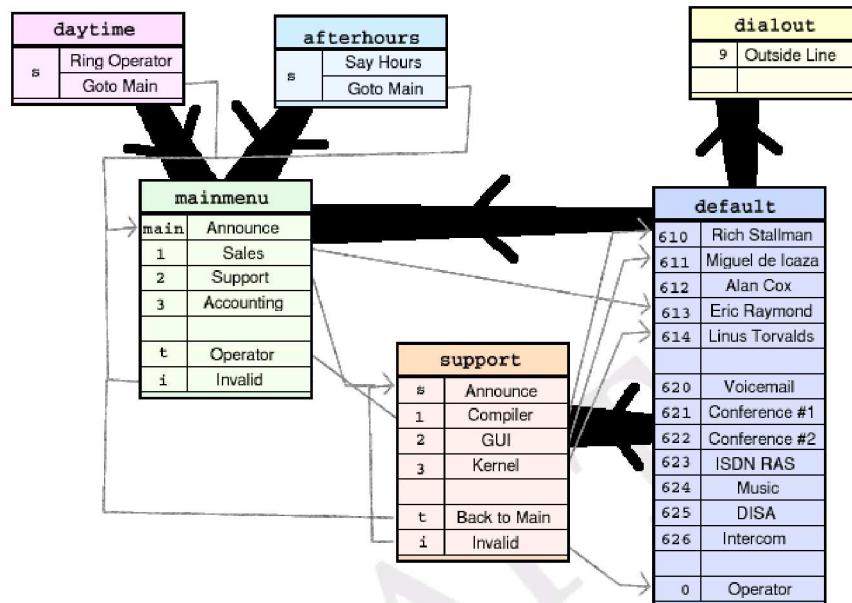 daytime
s Ring Operator
Goto Main
afterhours
s Say Hours
Goto Main
dialout
9 Outside Line
mainmenu
main Announce
1 Sales
2 Support
3 Accounting
t Operator
i Invalid
support
s Announce
1 Compiler
2 GUI
3 Kernel
t Back to Main
i Invalid
default
610 Rich Stallman
611 Miguel de Icaza
612 Alan Cox
613 Eric Raymond
614 Linus Torvalds
620 Voicemail
621 Conference #1
622 Conference #2
623 ISDN RAS
624 Music
625 DISA
626 Intercom
0 Operator